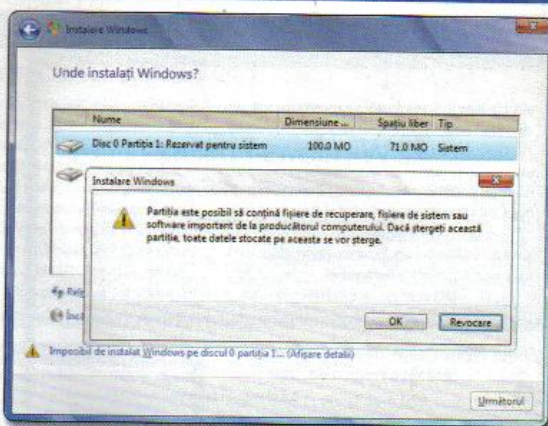 Instalare Windows
Unde instalați Windows?
Nume Dimensiune ... Spațiu liber Tip
Disc 0 Partiția 1: Rezervat pentru sistem 100.0 MO 71.0 MO Sistem
Instalare Windows
Partiția este posibil să conțină fișiere de recuperare, fișiere de sistem sau
software important de la producătorul computerului. Dacă ștergeți această
partiție, toate datele stocate pe aceasta se vor șterge.
OK Revocare
Imposibil de instalat Windows pe discul 0 partiția 1... (Afișare detalii)
Următorul